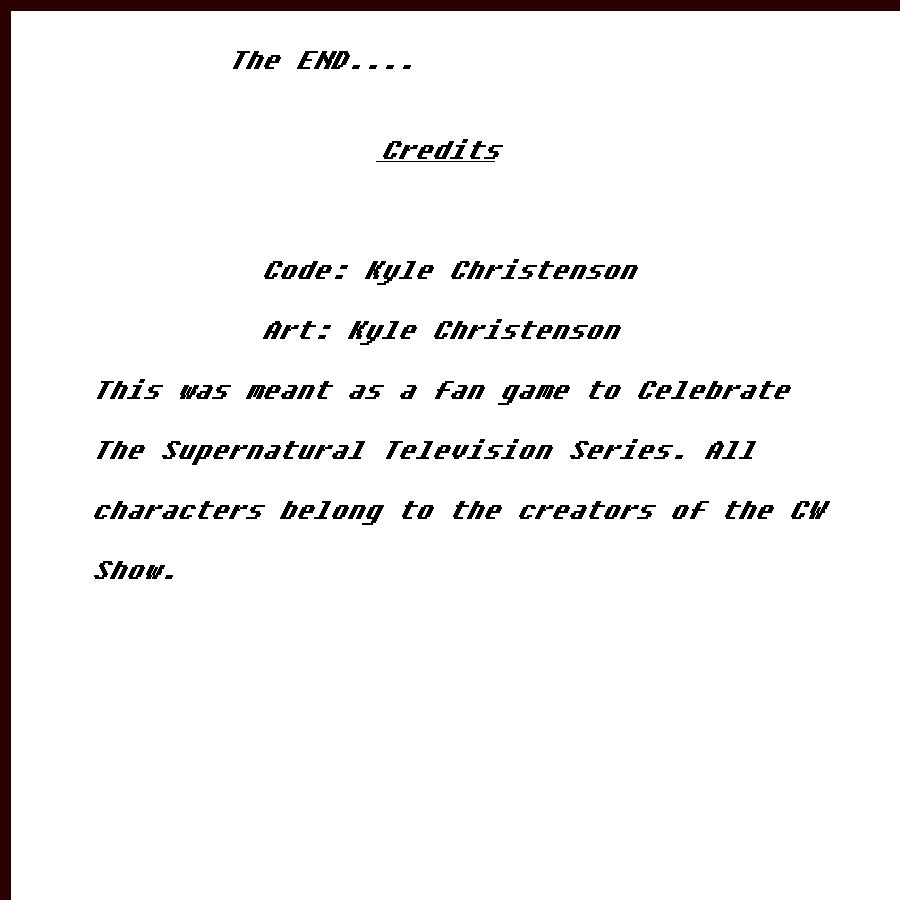 The END....
Credits
Code: Kyle Christenson
Art: Kyle Christenson
This was meant as a fan game to Celebrate
The Supernatural Television Series. All
characters belong to the creators of the CW
Show.